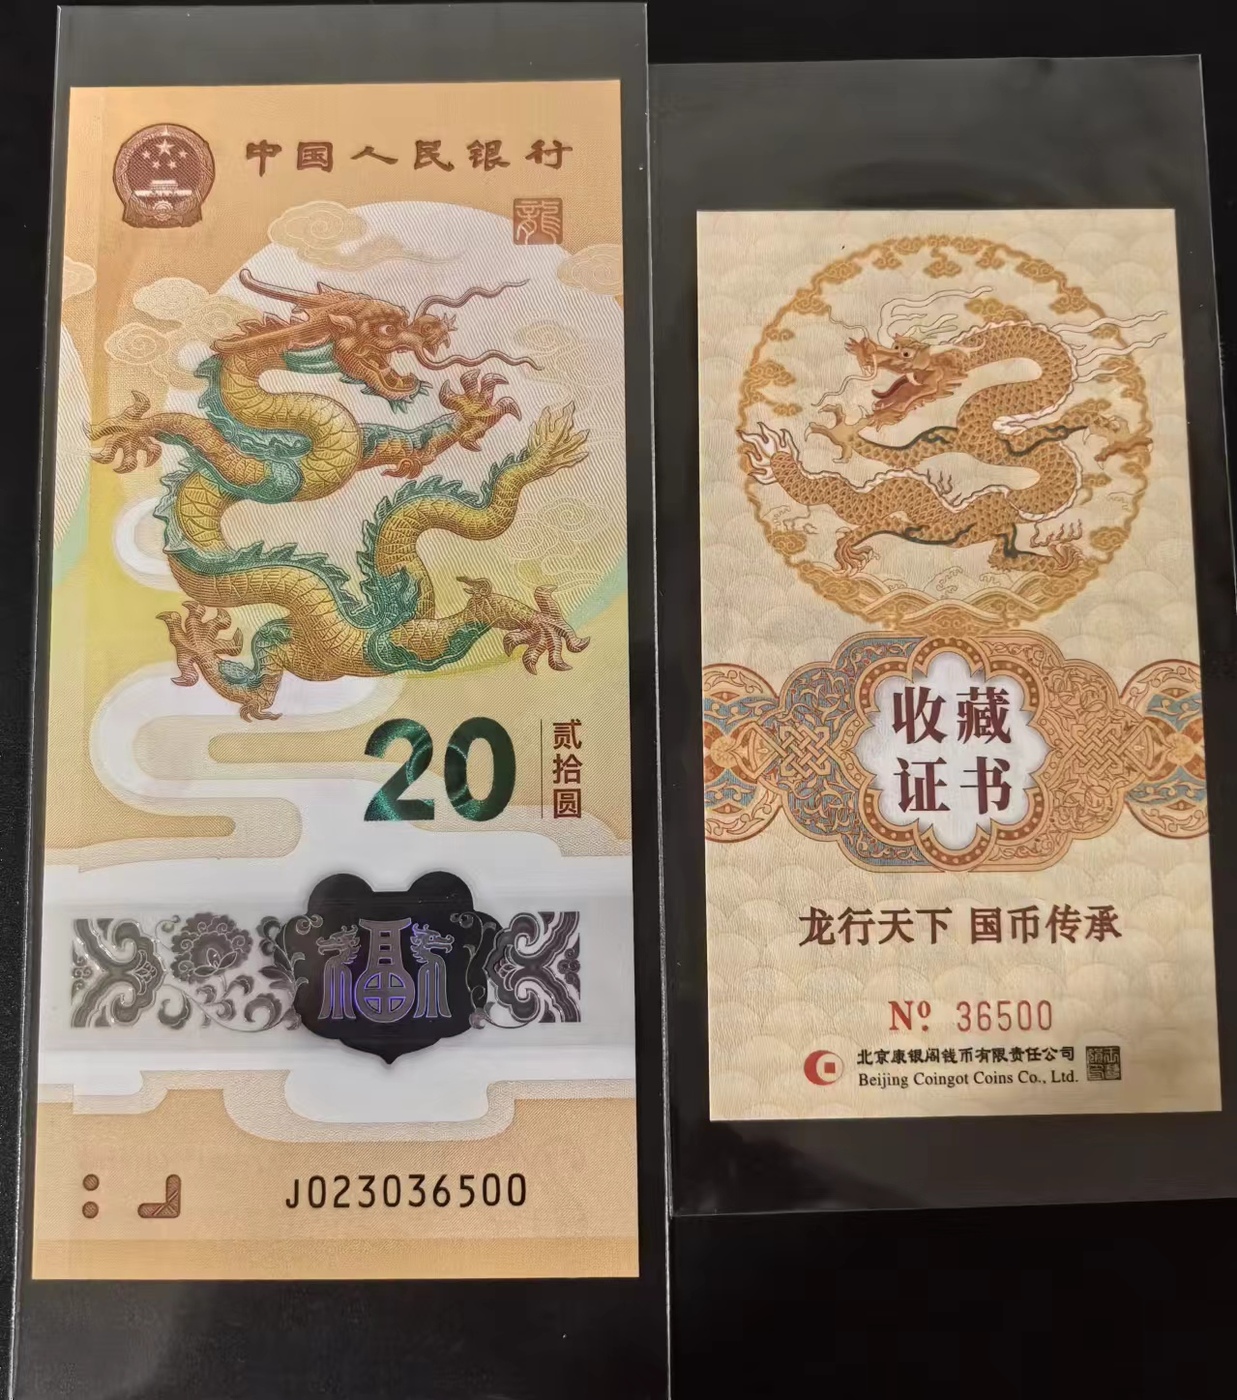 中国人民银行
龍
20
贰拾圆
福
J023036500
收藏
证书
龙行天下 国币传承
Nº 36500
北京康银阁钱币有限责任公司
Beijing Coingot Coins Co., Ltd.